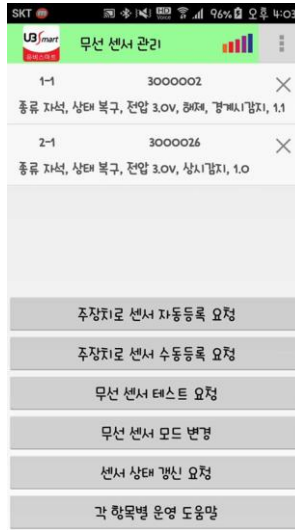 SKT 96% 오후 4:03
U3Smart
유비스마트
무선 센서 관리
1-1 3000002
종류 자석, 상태 복구, 전압 3.0V, 해제, 경계시감지, 1.1
2-1 3000026
종류 자석, 상태 복구, 전압 3.0V, 상시감지, 1.0
주장치로 센서 자동등록 요청
주장치로 센서 수동등록 요청
무선 센서 테스트 요청
무선 센서 모드 변경
센서 상태 갱신 요청
각 항목별 운영 도움말